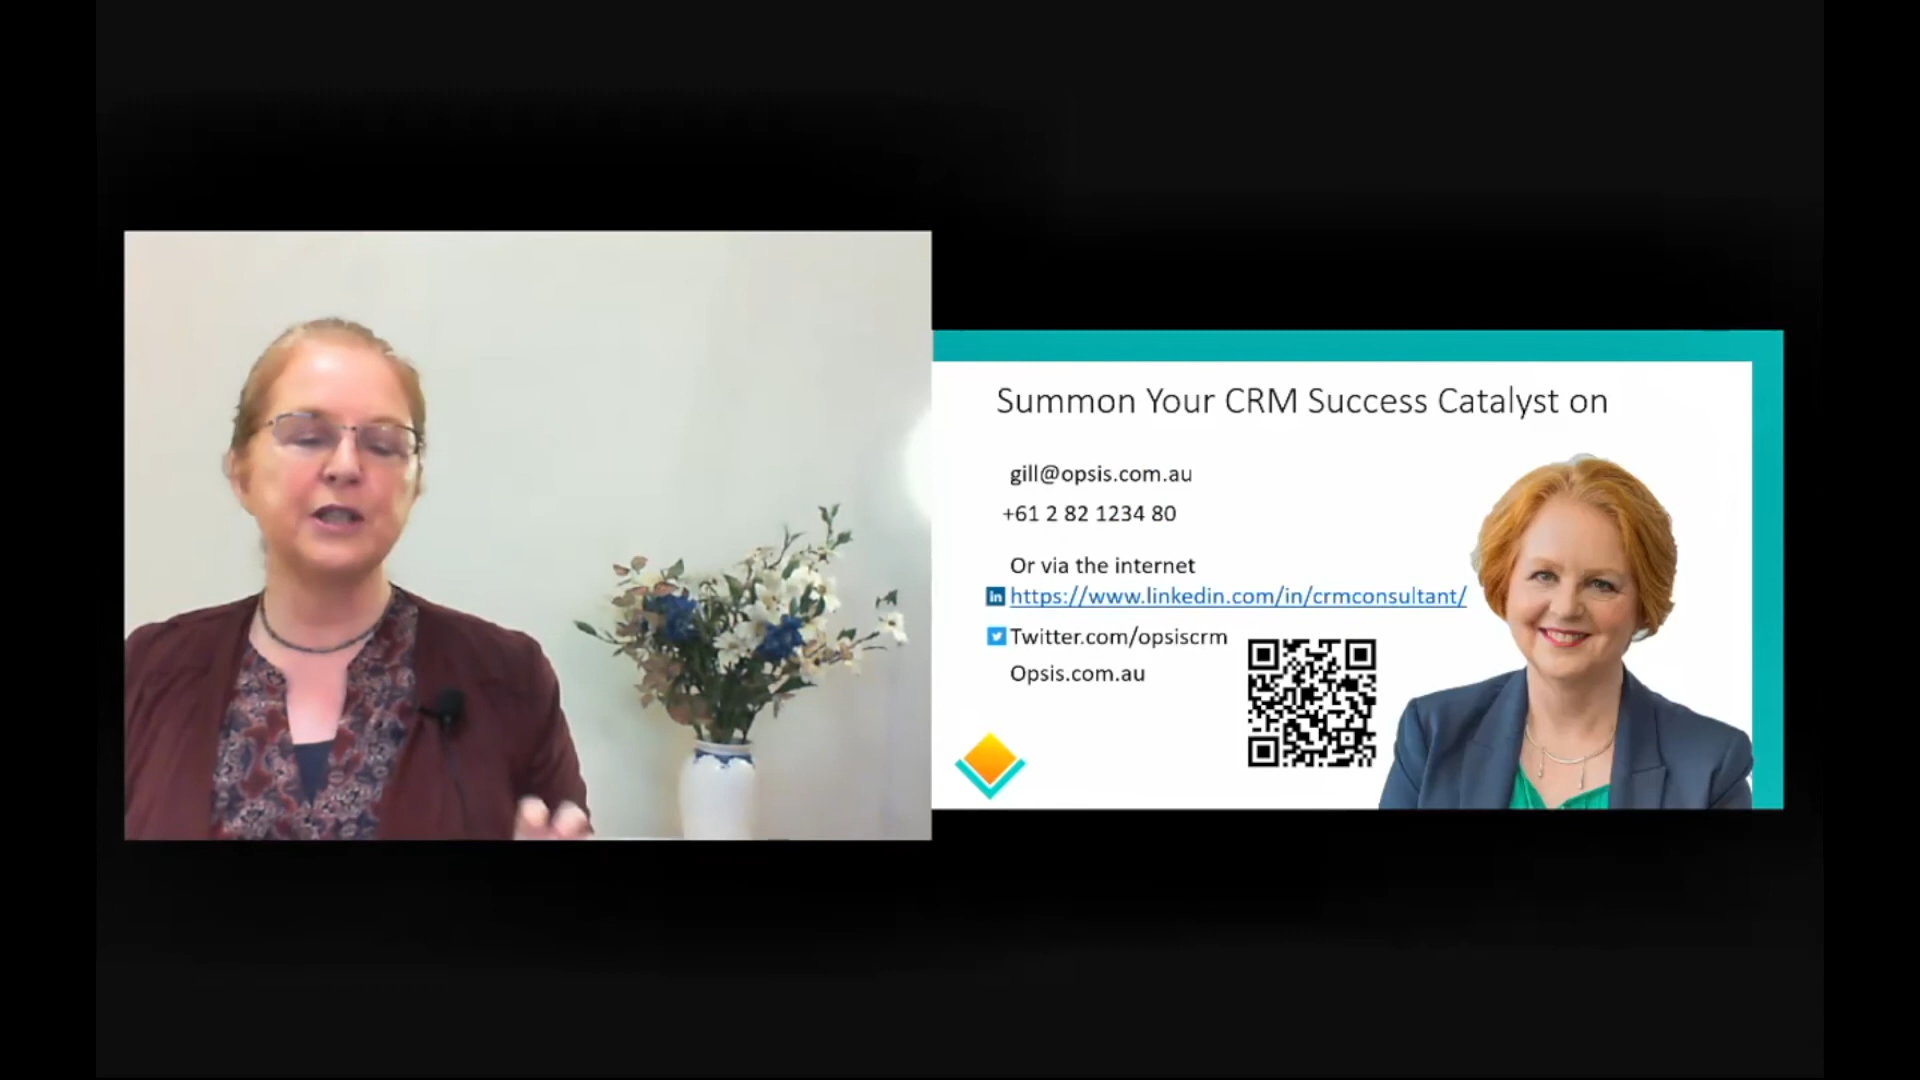 Summon Your CRM Success Catalyst on
gill@opsis.com.au
+61 2 82 1234 80
Or via the internet
in https://www.linkedin.com/in/crmconsultant/
Twitter.com/opsiscrm
Opsis.com.au